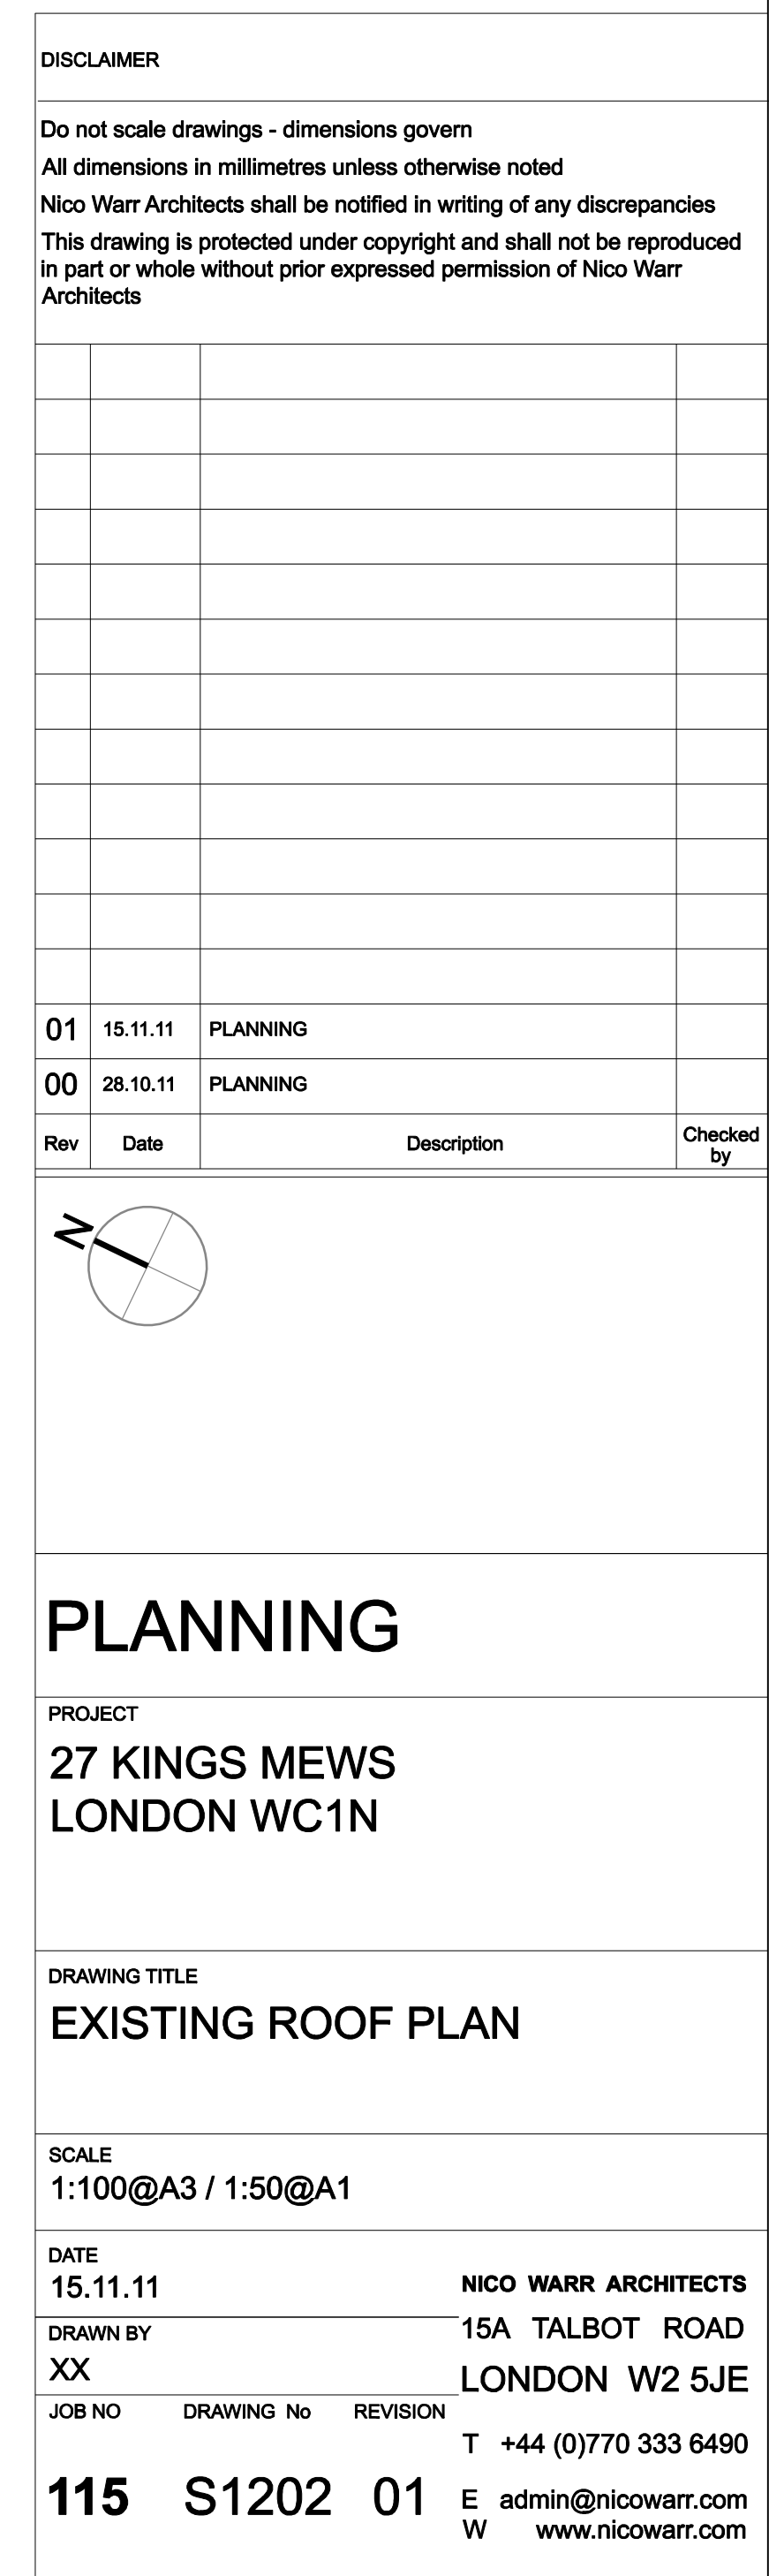 DISCLAIMER
Do not scale drawings - dimensions govern
All dimensions in millimetres unless otherwise noted
Nico Warr Architects shall be notified in writing of any discrepancies
This drawing is protected under copyright and shall not be reproduced
in part or whole without prior expressed permission of Nico Warr
Architects
01 15.11.11 PLANNING
00 28.10.11 PLANNING
Rev Date Description Checked
by
N
PLANNING
PROJECT
27 KINGS MEWS
LONDON WC1N
DRAWING TITLE
EXISTING ROOF PLAN
SCALE
1:100@A3 / 1:50@A1
DATE
15.11.11
DRAWN BY
XX
JOB NO DRAWING No REVISION
115 S1202 01
NICO WARR ARCHITECTS
15A TALBOT ROAD
LONDON W2 5JE
T +44 (0)770 333 6490
E admin@nicowarr.com
W www.nicowarr.com